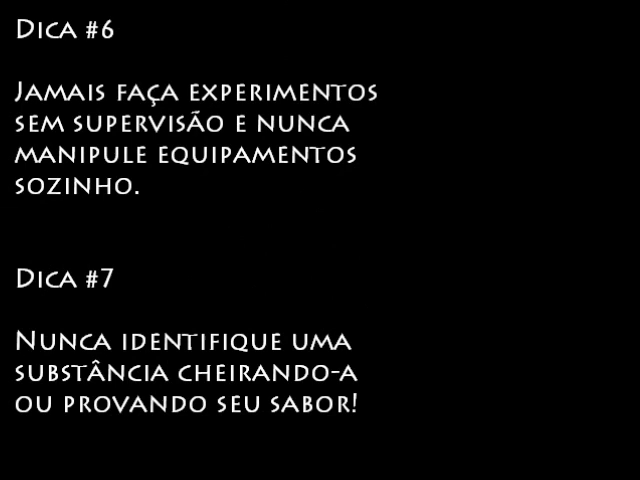 Dica #6
Jamais faça experimentos
sem supervisão e nunca
manipule equipamentos
sozinho.
Dica #7
Nunca identifique uma
substância cheirando-a
ou provando seu sabor!